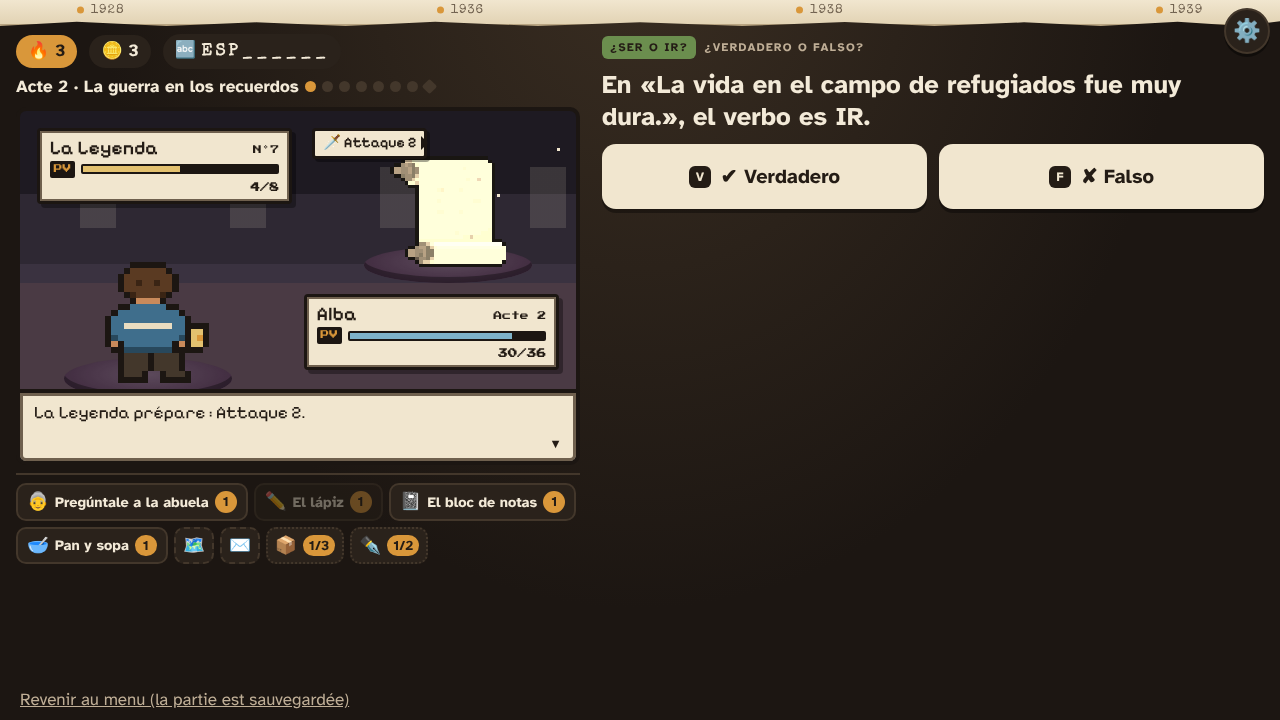 1928
1936
1938
1939
3
3
abc ESP______
¿SER O IR?
¿VERDADERO O FALSO?
Acte 2 · La guerra en los recuerdos
En «La vida en el campo de refugiados fue muy
dura.», el verbo es IR.
V ✔ Verdadero
F ✘ Falso
La Leyenda
N°7
PV
4/8
Attaque 2
Alba
Acte 2
PV
30/36
La Leyenda prépare : Attaque 2.
▼
Pregúntale a la abuela 1
El lápiz 1
El bloc de notas 1
Pan y sopa 1
1/3
1/2
Revenir au menu (la partie est sauvegardée)